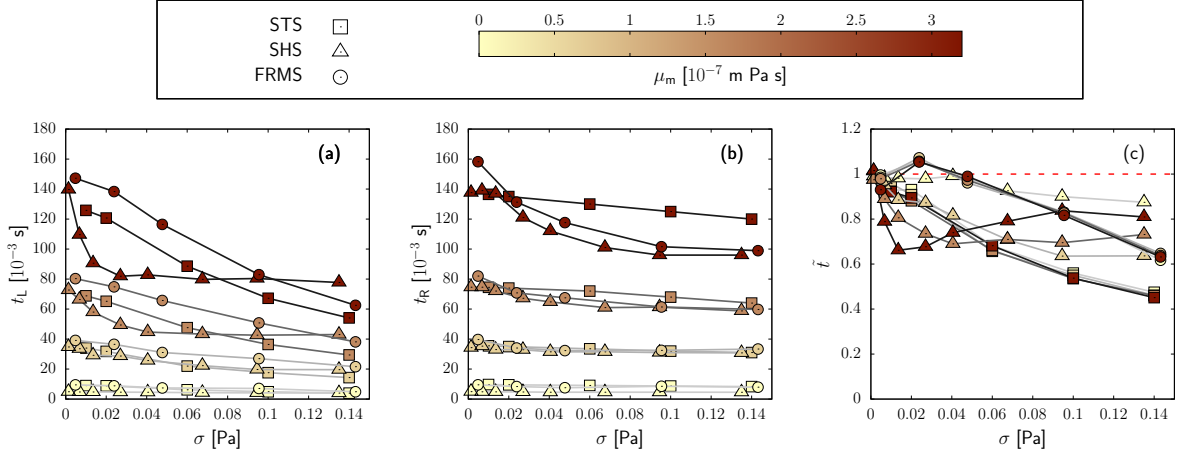 STS
SHS
FRMS
0 0.5 1 1.5 2 2.5 3
μm [10−7 m Pa s]
(a)
tL [10−3 s]
180
160
140
120
100
80
60
40
20
0
0 0.02 0.04 0.06 0.08 0.1 0.12 0.14
σ [Pa]
(b)
tR [10−3 s]
180
160
140
120
100
80
60
40
20
0
0 0.02 0.04 0.06 0.08 0.1 0.12 0.14
σ [Pa]
(c)
t̃
1.2
1
0.8
0.6
0.4
0.2
0
0 0.02 0.04 0.06 0.08 0.1 0.12 0.14
σ [Pa]